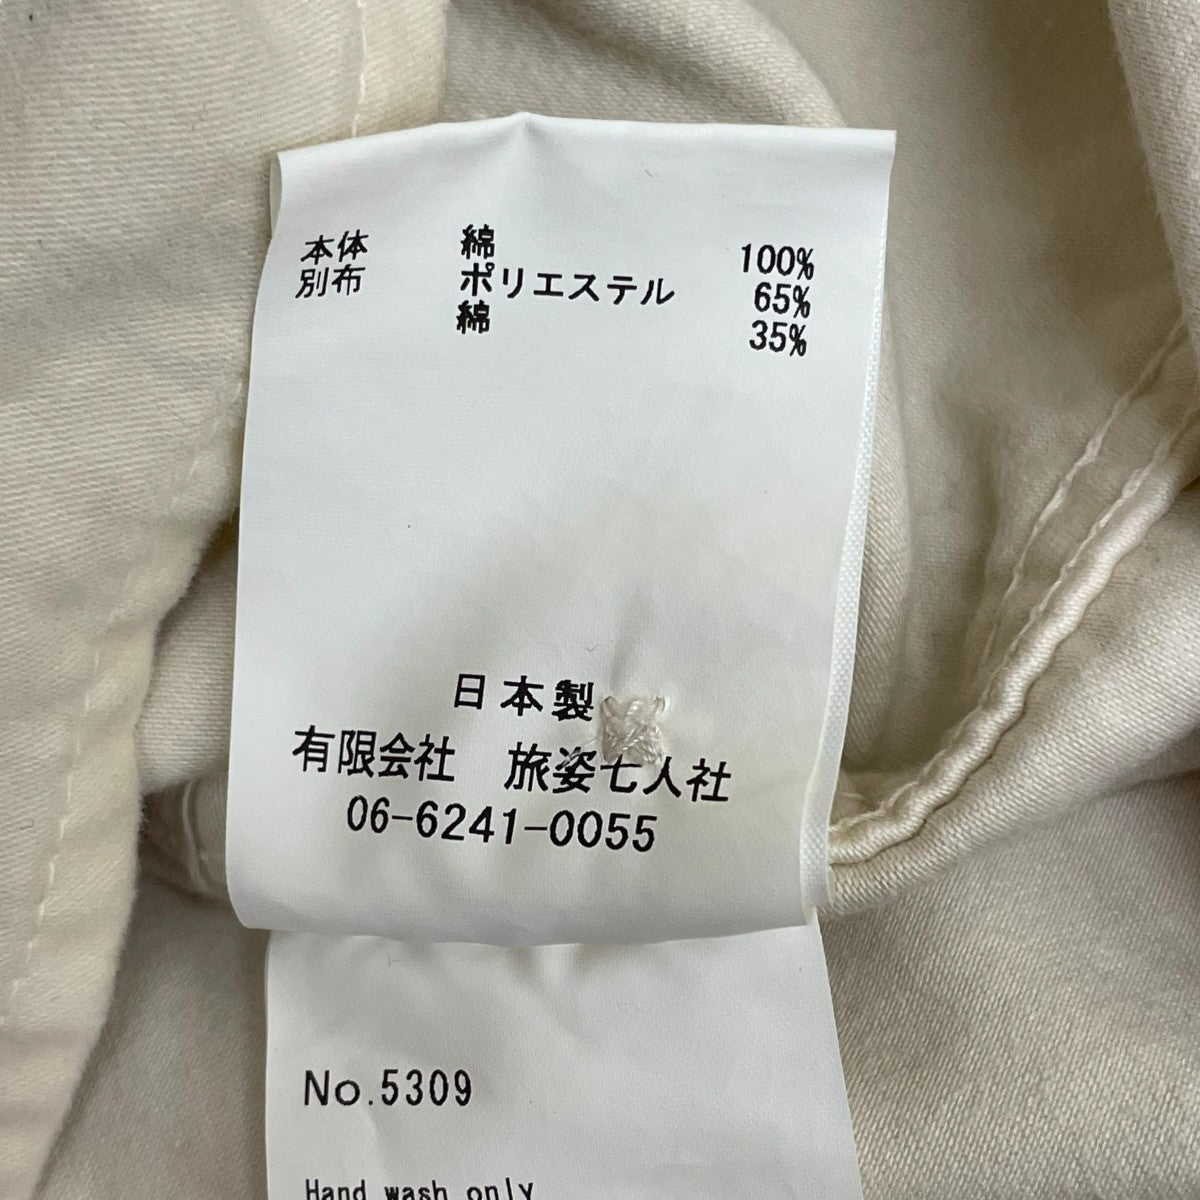 本体 綿 100%
別布 ポリエステル 65%
綿 35%
日本製
有限会社 旅姿七人社
06-6241-0055
No.5309
Hand wash only